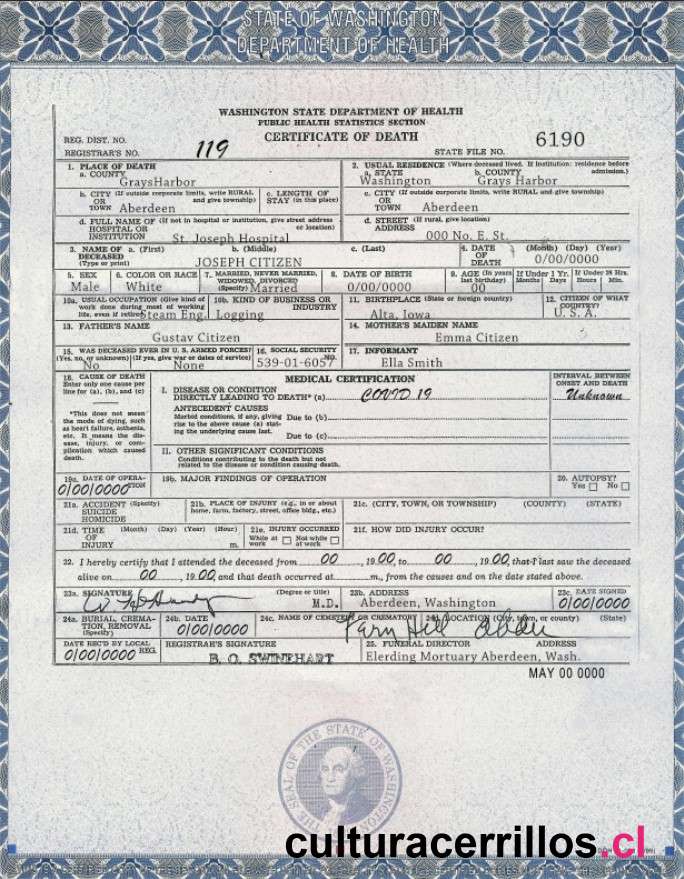 STATE OF WASHINGTON
DEPARTMENT OF HEALTH
WASHINGTON STATE DEPARTMENT OF HEALTH
PUBLIC HEALTH STATISTICS SECTION
CERTIFICATE OF DEATH
REG. DIST. NO.
REGISTRAR'S NO. 119
STATE FILE NO. 6190
1. PLACE OF DEATH
a. COUNTY
GraysHarbor
2. USUAL RESIDENCE (Where deceased lived. If institution: residence before admission.)
a. STATE
Washington
b. COUNTY
Grays Harbor
b. CITY (If outside corporate limits, write RURAL and give township)
OR
TOWN Aberdeen
c. LENGTH OF
STAY (in this place)
c. CITY (If outside corporate limits, write RURAL and give township)
OR
TOWN Aberdeen
d. FULL NAME OF (If not in hospital or institution, give street address or location)
HOSPITAL OR
INSTITUTION St. Joseph Hospital
d. STREET (If rural, give location)
ADDRESS
000 No. E. St.
3. NAME OF
DECEASED
(Type or print)
a. (First)
b. (Middle)
c. (Last)
JOSEPH CITIZEN
4. DATE
OF
DEATH
(Month) (Day) (Year)
0/00/0000
5. SEX
Male
6. COLOR OR RACE
White
7. MARRIED, NEVER MARRIED,
WIDOWED, DIVORCED
(Specify) Married
8. DATE OF BIRTH
0/00/0000
9. AGE (In years
last birthday)
00
If Under 1 Yr.
Months Days
If Under 24 Hrs.
Hours Min.
10a. USUAL OCCUPATION (Give kind of
work done during most of working
life, even if retired)
Steam Eng.
10b. KIND OF BUSINESS OR
INDUSTRY
Logging
11. BIRTHPLACE (State or foreign country)
Alta, Iowa
12. CITIZEN OF WHAT
COUNTRY?
U. S. A.
13. FATHER'S NAME
Gustav Citizen
14. MOTHER'S MAIDEN NAME
Emma Citizen
15. WAS DECEASED EVER IN U. S. ARMED FORCES?
(Yes, no, or unknown) (If yes, give war or dates of service)
No None
16. SOCIAL SECURITY
NO.
539-01-6057
17. INFORMANT
Ella Smith
18. CAUSE OF DEATH
Enter only one cause per
line for (a), (b), and (c)
*This does not mean
the mode of dying, such
as heart failure, asthenia,
etc. It means the dis-
ease, injury, or com-
plication which caused
death.
MEDICAL CERTIFICATION
I. DISEASE OR CONDITION
DIRECTLY LEADING TO DEATH* (a) COVID 19
ANTECEDENT CAUSES
Morbid conditions, if any, giving
rise to the above cause (a) stat-
ing the underlying cause last.
Due to (b)
Due to (c)
II. OTHER SIGNIFICANT CONDITIONS
Conditions contributing to the death but not
related to the disease or condition causing death.
INTERVAL BETWEEN
ONSET AND DEATH
Unknown
19a. DATE OF OPERA-
TION
0/00/0000
19b. MAJOR FINDINGS OF OPERATION
20. AUTOPSY?
Yes No
21a. ACCIDENT (Specify)
SUICIDE
HOMICIDE
21b. PLACE OF INJURY (e.g., in or about
home, farm, factory, street, office bldg., etc.)
21c. (CITY, TOWN, OR TOWNSHIP) (COUNTY) (STATE)
21d. TIME (Month) (Day) (Year) (Hour)
OF
INJURY m.
21e. INJURY OCCURRED
While at work Not while at work
21f. HOW DID INJURY OCCUR?
22. I hereby certify that I attended the deceased from 00, 1900, to 00, 1900, that I last saw the deceased
alive on 00, 1900, and that death occurred at m., from the causes and on the date stated above.
23a. SIGNATURE
(Degree or title)
M.D.
23b. ADDRESS
Aberdeen, Washington
23c. DATE SIGNED
0/00/0000
24a. BURIAL, CREMA-
TION, REMOVAL
(Specify)
24b. DATE
0/00/0000
24c. NAME OF CEMETERY OR CREMATORY
Fern Hill
24d. LOCATION (City, town, or county) (State)
DATE REC'D BY LOCAL
REG.
0/00/0000
REGISTRAR'S SIGNATURE
B. O. SWINEHART
25. FUNERAL DIRECTOR ADDRESS
Elerding Mortuary Aberdeen, Wash.
MAY 00 0000
THE SEAL OF THE STATE OF WASHINGTON
culturacerrillos.cl